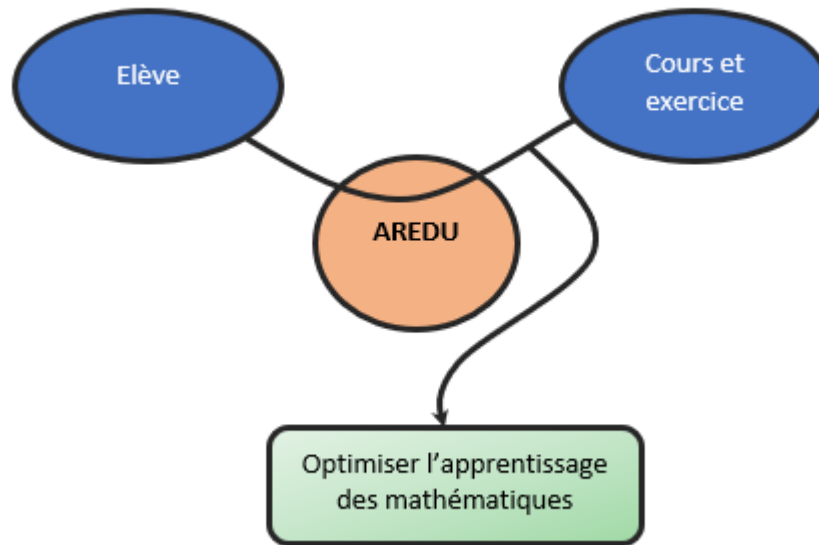 Elève
Cours et
exercice
AREDU
Optimiser l’apprentissage
des mathématiques